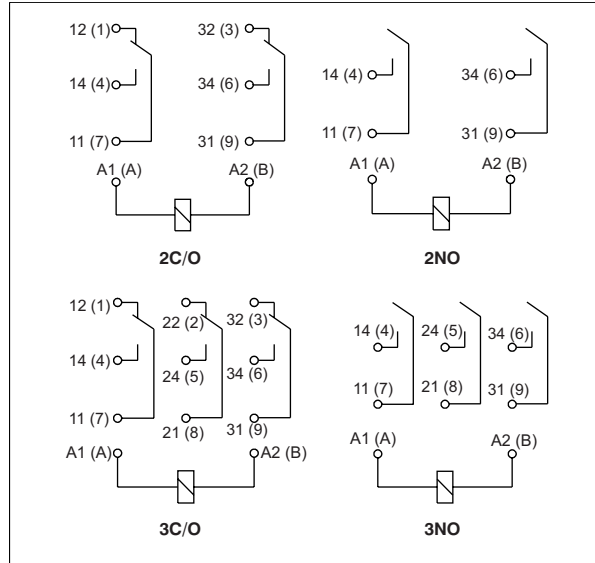 12 (1) 32 (3)
14 (4) 34 (6) 14 (4) 34 (6)
11 (7) 31 (9) 11 (7) 31 (9)
A1 (A) A2 (B) A1 (A) A2 (B)
2C/O 2NO
12 (1) 22 (2) 32 (3)
14 (4) 24 (5) 34 (6) 14 (4) 24 (5) 34 (6)
11 (7) 21 (8) 31 (9) 11 (7) 21 (8) 31 (9)
A1 (A) A2 (B) A1 (A) A2 (B)
3C/O 3NO